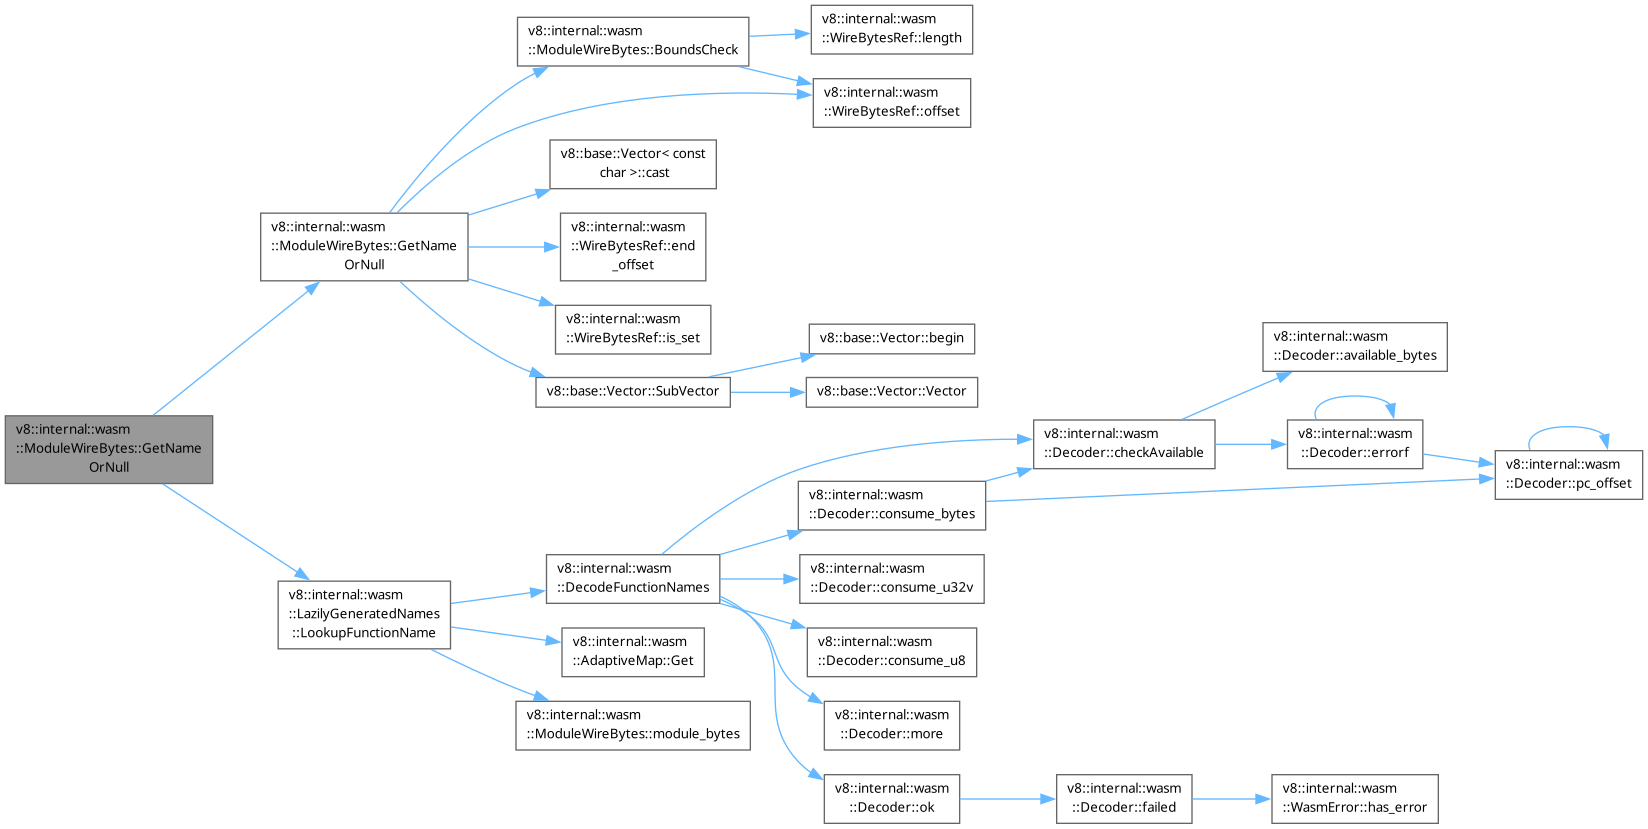 v8::internal::wasm
::ModuleWireBytes::GetName
OrNull
v8::internal::wasm
::ModuleWireBytes::GetName
OrNull
v8::internal::wasm
::ModuleWireBytes::BoundsCheck
v8::internal::wasm
::WireBytesRef::length
v8::internal::wasm
::WireBytesRef::offset
v8::base::Vector< const
char >::cast
v8::internal::wasm
::WireBytesRef::end
_offset
v8::internal::wasm
::WireBytesRef::is_set
v8::base::Vector::SubVector
v8::base::Vector::begin
v8::base::Vector::Vector
v8::internal::wasm
::LazilyGeneratedNames
::LookupFunctionName
v8::internal::wasm
::DecodeFunctionNames
v8::internal::wasm
::Decoder::checkAvailable
v8::internal::wasm
::Decoder::available_bytes
v8::internal::wasm
::Decoder::errorf
v8::internal::wasm
::Decoder::pc_offset
v8::internal::wasm
::Decoder::consume_bytes
v8::internal::wasm
::Decoder::consume_u32v
v8::internal::wasm
::Decoder::consume_u8
v8::internal::wasm
::Decoder::more
v8::internal::wasm
::Decoder::ok
v8::internal::wasm
::Decoder::failed
v8::internal::wasm
::WasmError::has_error
v8::internal::wasm
::AdaptiveMap::Get
v8::internal::wasm
::ModuleWireBytes::module_bytes